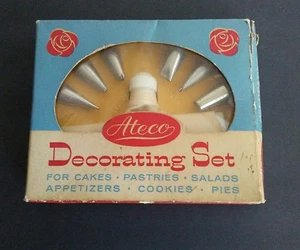 Ateco
Decorating Set
FOR CAKES · PASTRIES · SALADS
APPETIZERS · COOKIES · PIES